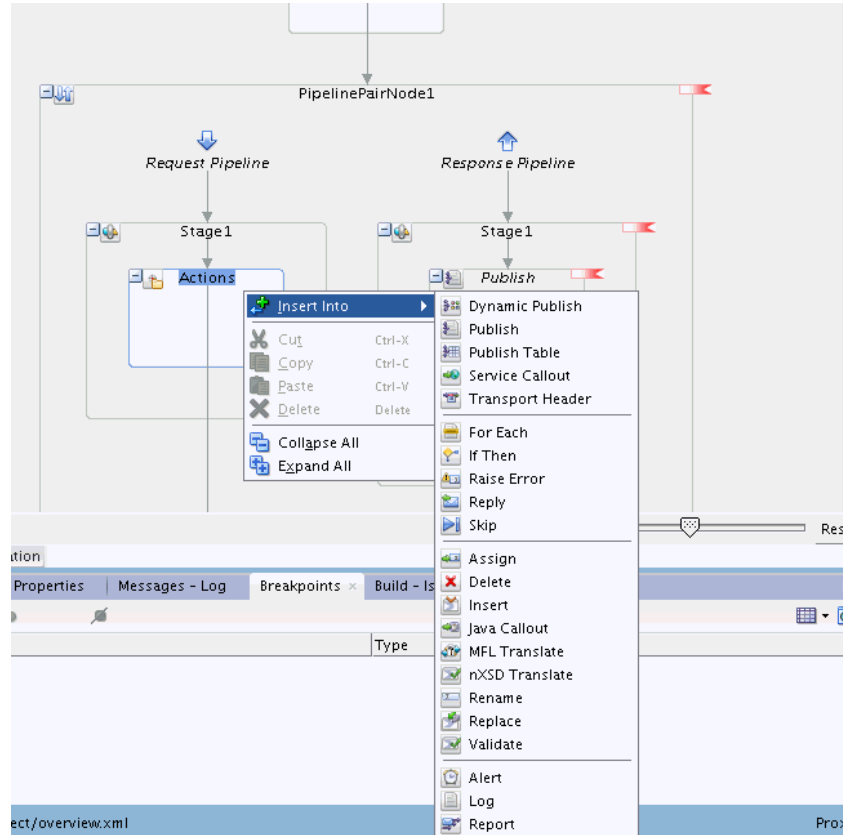 PipelinePairNode1
Request Pipeline
Response Pipeline
Stage1
Stage1
Actions
Publish
Insert Into
Cut Ctrl-X
Copy Ctrl-C
Paste Ctrl-V
Delete Delete
Collapse All
Expand All
Dynamic Publish
Publish
Publish Table
Service Callout
Transport Header
For Each
If Then
Raise Error
Reply
Skip
Assign
Delete
Insert
Java Callout
MFL Translate
nXSD Translate
Rename
Replace
Validate
Alert
Log
Report
Res
ation
Properties Messages - Log Breakpoints × Build - Is
Type
ect/overview.xml
Prox